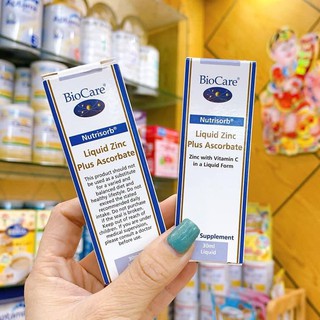 BioCare®
Nutrisorb®
Liquid Zinc
Plus Ascorbate
This product should not
be used as a substitute
for a varied and
balanced diet and
healthy lifestyle. Do not
exceed the stated
recommended daily
intake. Do not purchase
if the seal is broken.
Keep out of reach of
children. If you are under
medical supervision,
please consult a doctor
before use.
BioCare®
Nutrisorb®
Liquid Zinc
Plus Ascorbate
Zinc with Vitamin C
in a Liquid Form
Supplement
30ml
Liquid